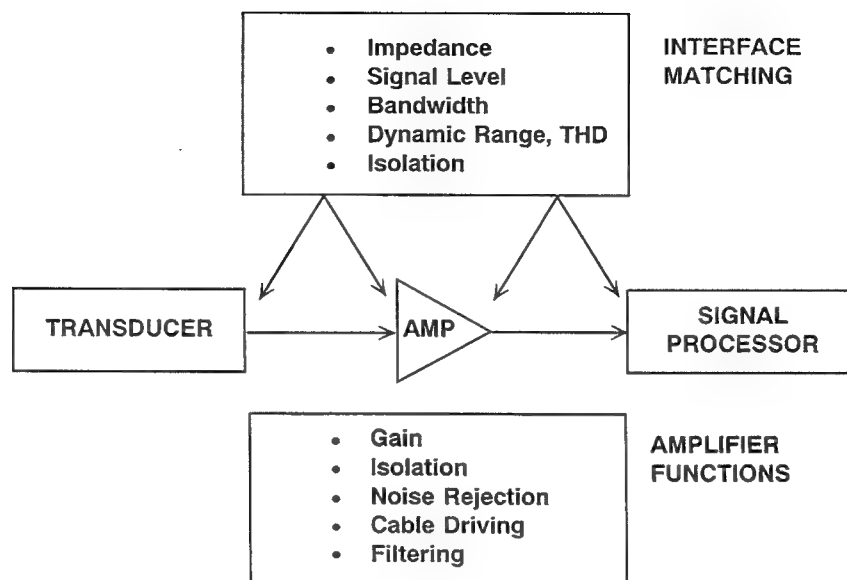 • Impedance
• Signal Level
• Bandwidth
• Dynamic Range, THD
• Isolation
INTERFACE
MATCHING
TRANSDUCER
AMP
SIGNAL
PROCESSOR
• Gain
• Isolation
• Noise Rejection
• Cable Driving
• Filtering
AMPLIFIER
FUNCTIONS